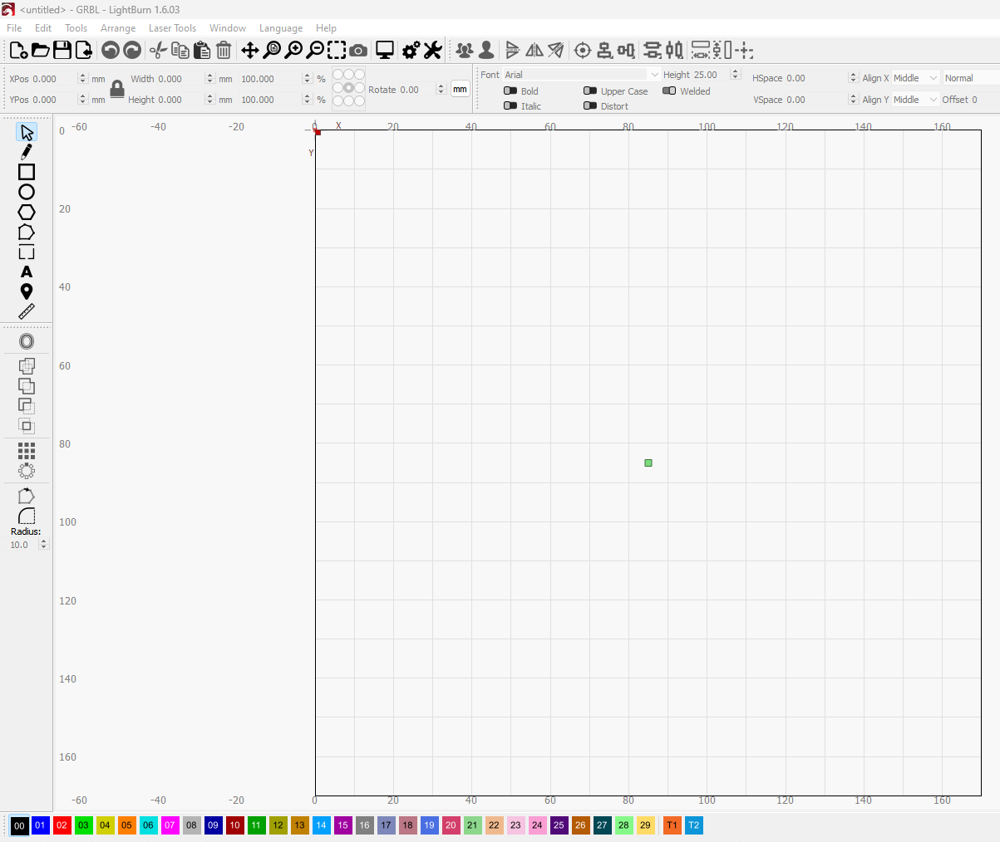 <untitled> - GRBL - LightBurn 1.6.03
File Edit Tools Arrange Laser Tools Window Language Help
XPos 0.000 mm Width 0.000 mm 100.000 %
YPos 0.000 mm Height 0.000 mm 100.000 %
Rotate 0.00 mm
Font Arial Height 25.00
Bold Upper Case Welded
Italic Distort
HSpace 0.00 Align X Middle Normal
VSpace 0.00 Align Y Middle Offset 0
-60 -40 -20 0 20 40 60 80 100 120 140 160
X
Y
0
20
40
60
80
100
120
140
160
A
Radius:
10.0
-60 -40 -20 0 20 40 60 80 100 120 140 160
00 01 02 03 04 05 06 07 08 09 10 11 12 13 14 15 16 17 18 19 20 21 22 23 24 25 26 27 28 29 T1 T2